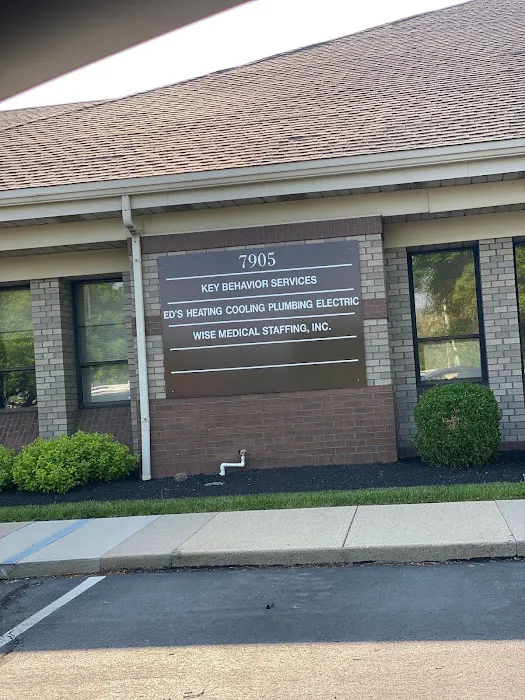 7905
KEY BEHAVIOR SERVICES
ED'S HEATING COOLING PLUMBING ELECTRIC
WISE MEDICAL STAFFING, INC.